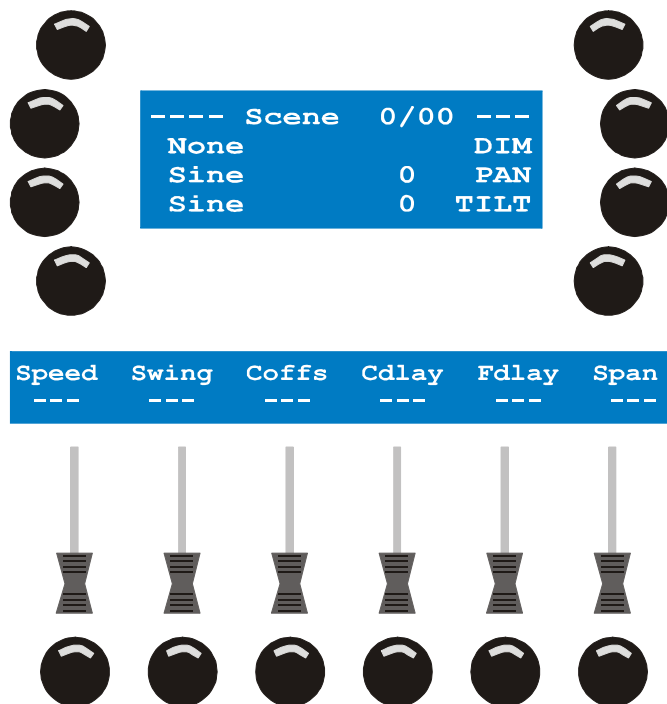 ---- Scene 0/00 ---
None DIM
Sine 0 PAN
Sine 0 TILT
Speed Swing Coffs Cdlay Fdlay Span
--- --- --- --- --- ---